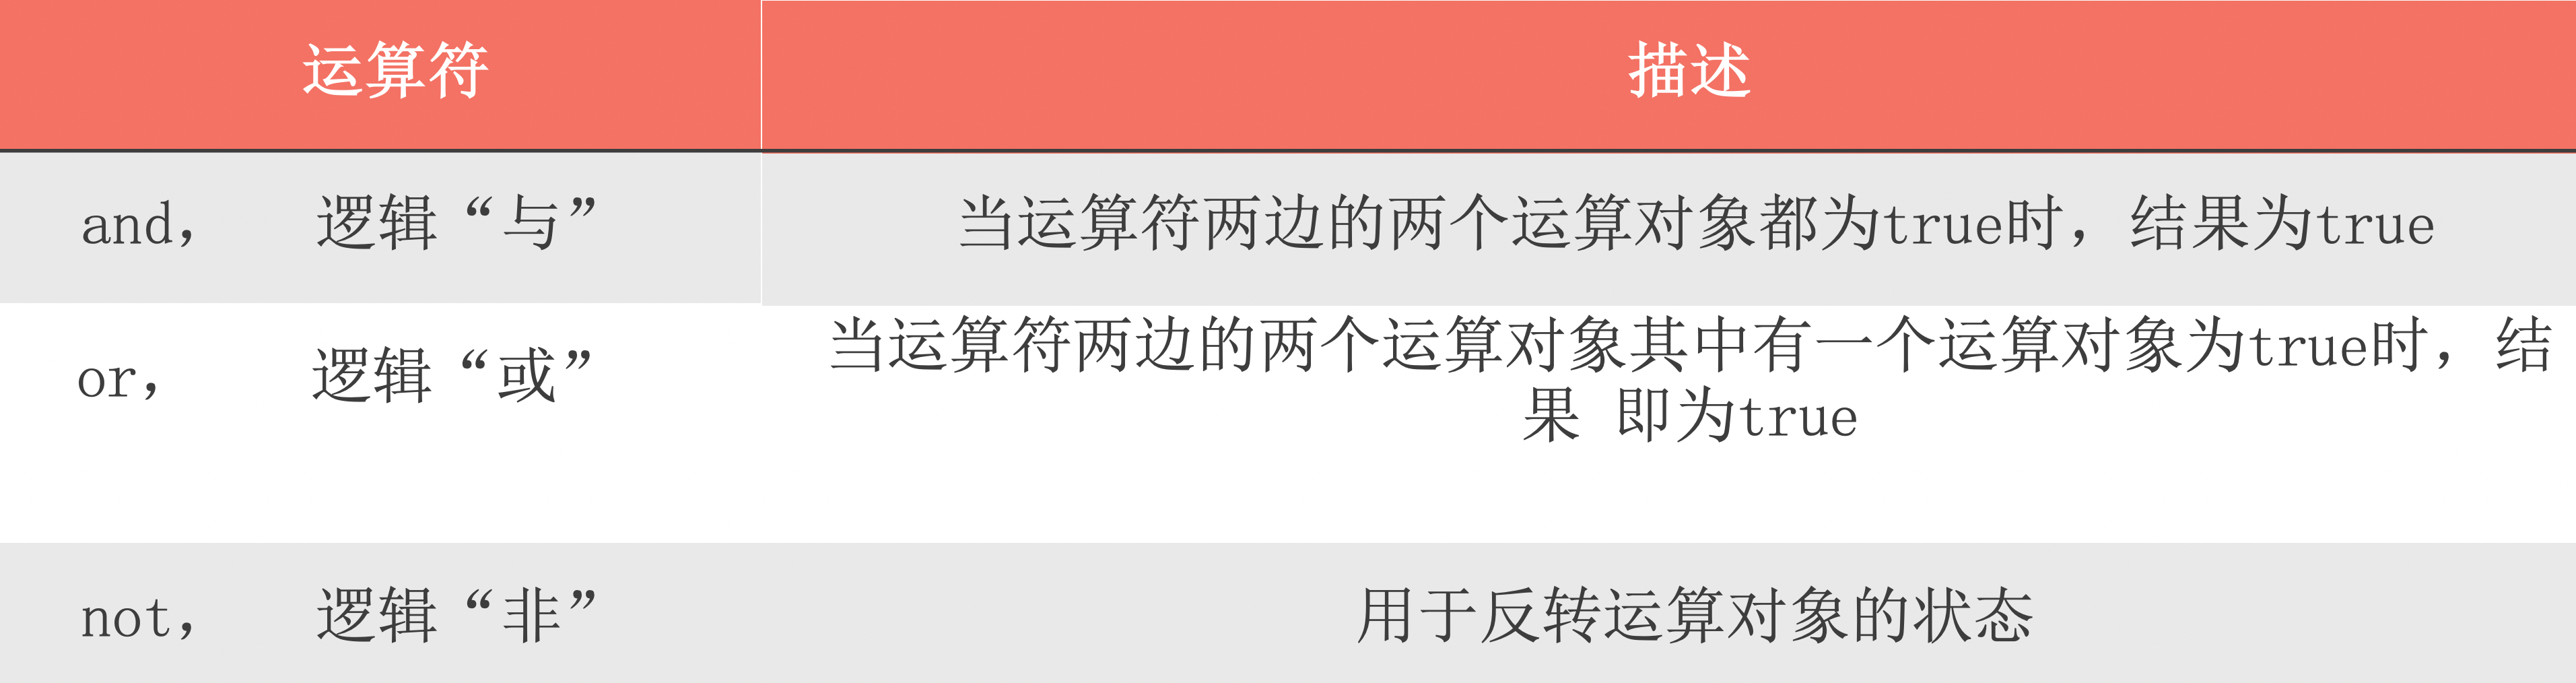 运算符 描述
and， 逻辑“与” 当运算符两边的两个运算对象都为true时，结果为true
or， 逻辑“或” 当运算符两边的两个运算对象其中有一个运算对象为true时，结
果 即为true
not， 逻辑“非” 用于反转运算对象的状态